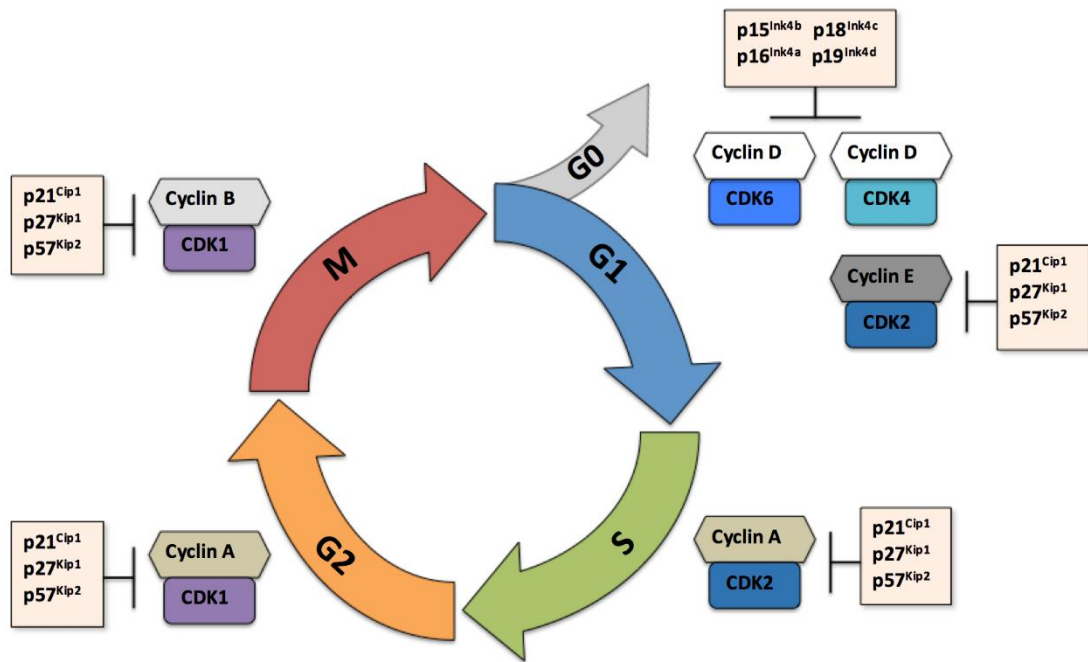 p15Ink4b p18Ink4c
p16Ink4a p19Ink4d
Cyclin D
CDK6
Cyclin D
CDK4
G0
G1
Cyclin E
CDK2
p21Cip1
p27Kip1
p57Kip2
p21Cip1
p27Kip1
p57Kip2
Cyclin B
CDK1
M
S
Cyclin A
CDK2
p21Cip1
p27Kip1
p57Kip2
G2
p21Cip1
p27Kip1
p57Kip2
Cyclin A
CDK1